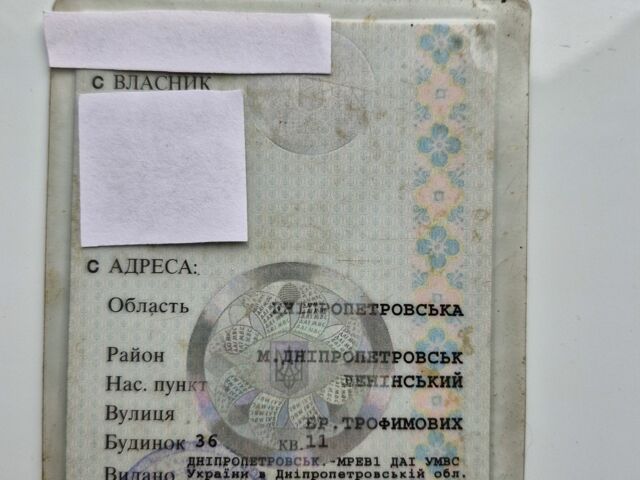 С ВЛАСНИК
С АДРЕСА:
Область ДНІПРОПЕТРОВСЬКА
Район М.ДНІПРОПЕТРОВСЬК
Нас. пункт ЛЕНІНСЬКИЙ
Вулиця БР.ТРОФИМОВИХ
Будинок 36 кв. 11
Видано ДНІПРОПЕТРОВСЬК.-МРЕВ1 ДАІ УМВС
України в Дніпропетровській обл.